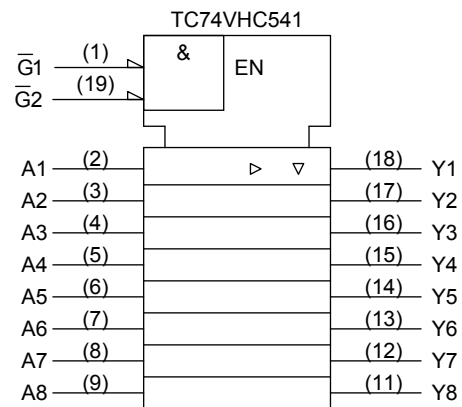 TC74VHC541
G̅1 (1) & EN
G̅2 (19)
A1 (2) (18) Y1
A2 (3) (17) Y2
A3 (4) (16) Y3
A4 (5) (15) Y4
A5 (6) (14) Y5
A6 (7) (13) Y6
A7 (8) (12) Y7
A8 (9) (11) Y8